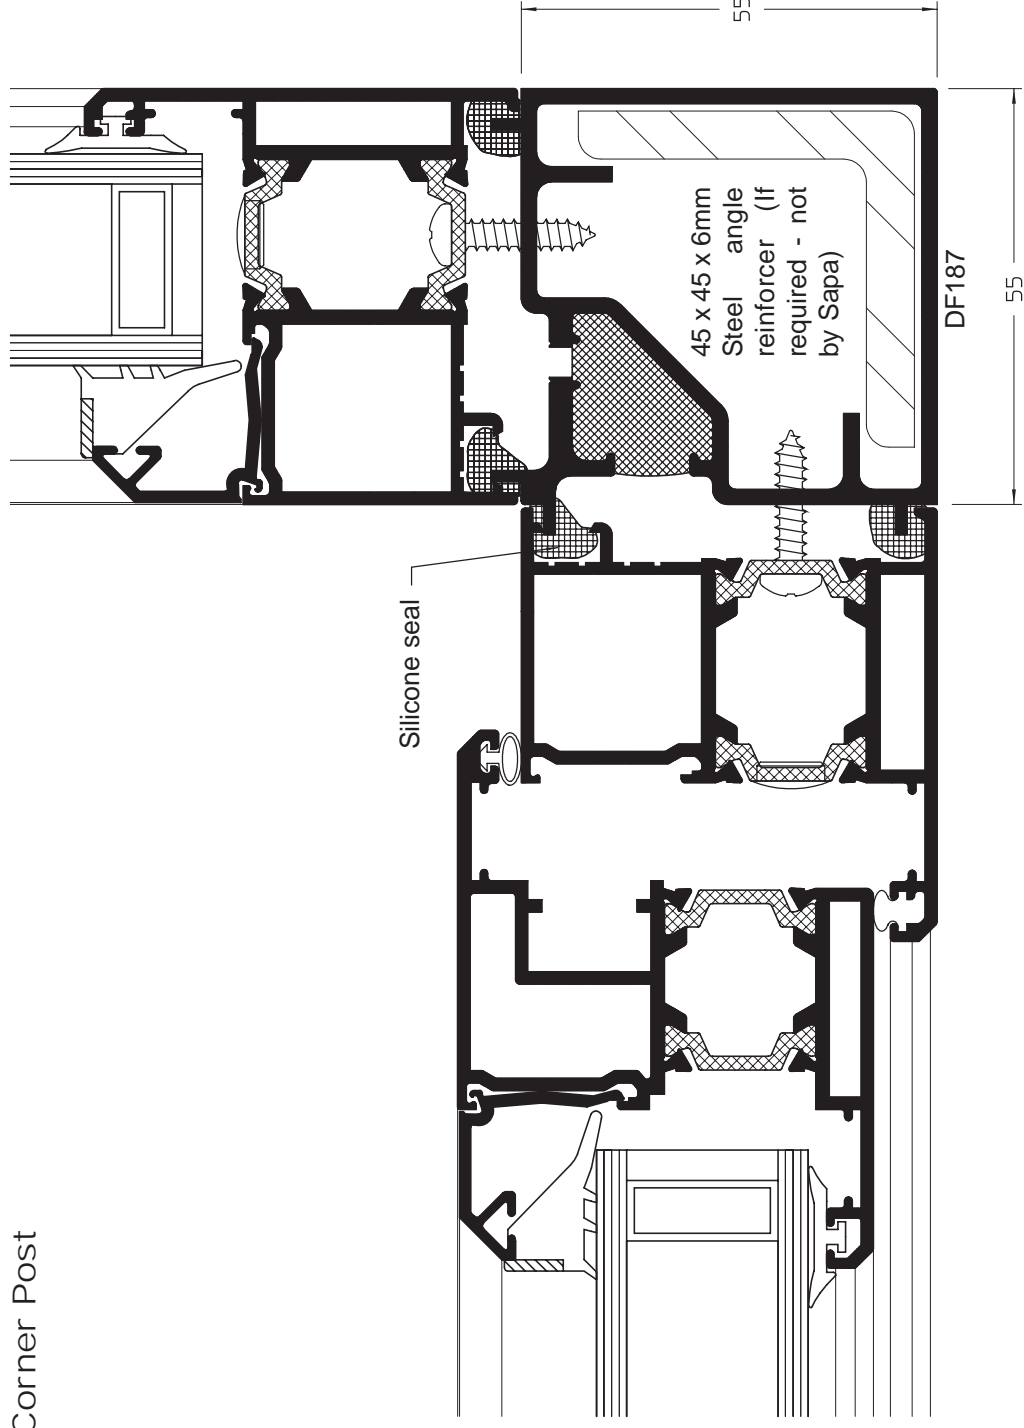 Corner Post
Silicone seal
45 x 45 x 6mm
Steel angle
reinforcer (If
required - not
by Sapa)
DF187
55
55